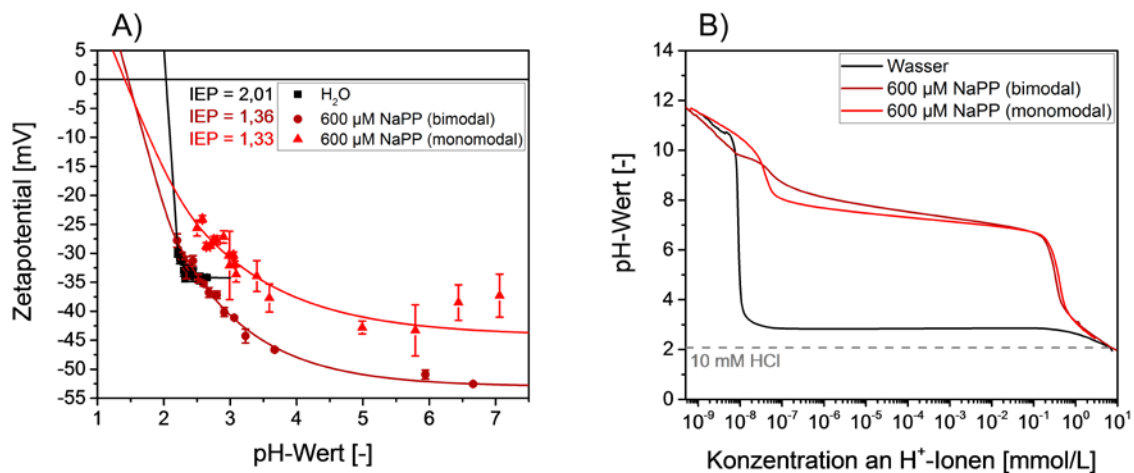 A)
5
0
-5
-10
-15
-20
-25
-30
-35
-40
-45
-50
-55
Zetapotential [mV]
IEP = 2,01
IEP = 1,36
IEP = 1,33
H₂O
600 µM NaPP (bimodal)
600 µM NaPP (monomodal)
1 2 3 4 5 6 7
pH-Wert [-]
B)
14
12
10
8
6
4
2
0
pH-Wert [-]
Wasser
600 µM NaPP (bimodal)
600 µM NaPP (monomodal)
10 mM HCl
10⁻⁹ 10⁻⁸ 10⁻⁷ 10⁻⁶ 10⁻⁵ 10⁻⁴ 10⁻³ 10⁻² 10⁻¹ 10⁰ 10¹
Konzentration an H⁺-Ionen [mmol/L]